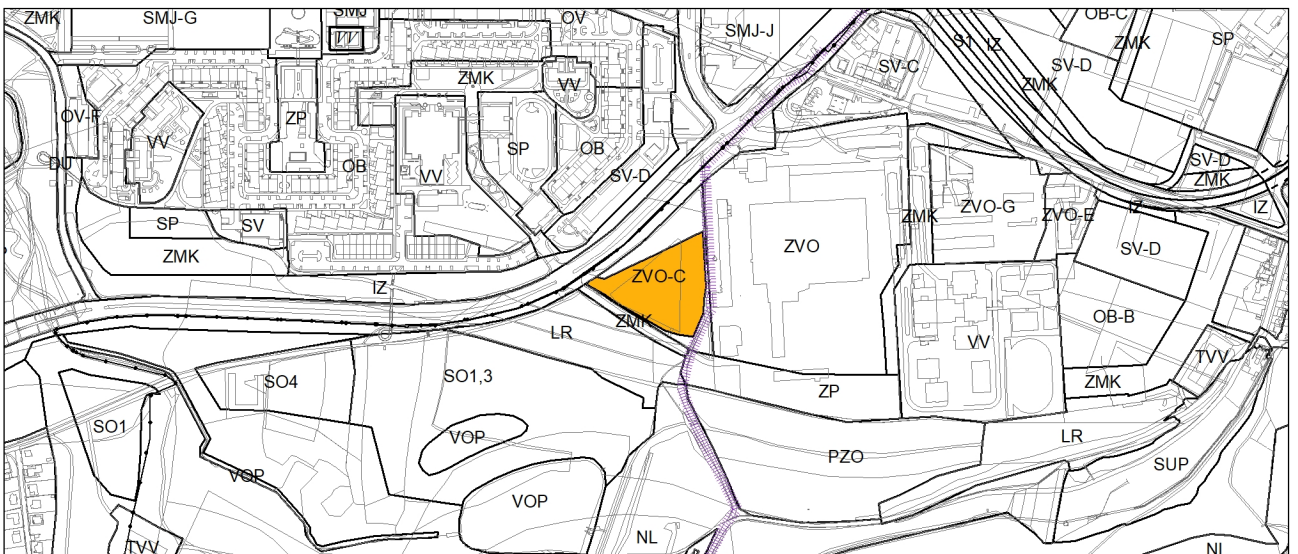 ZMK
SMJ-G
SMJ
VV
OV
SMJ-J
OB-C
ZMK
SP
S1
IZ
SV-C
SV-D
ZMK
ZMK
VV
OV-F
VV
ZP
OB
VV
SP
OB
SV-D
DU
SP
SV
ZMK
IZ
ZVO-C
ZMK
ZVO
ZMK
ZVO-G
ZVO-E
SV-D
ZMK
IZ
IZ
SV-D
OB-B
VV
TVV
ZMK
ZP
LR
LR
SO4
SO1,3
SO1
VOP
VOP
VOP
PZO
SUP
TVV
NL
NL